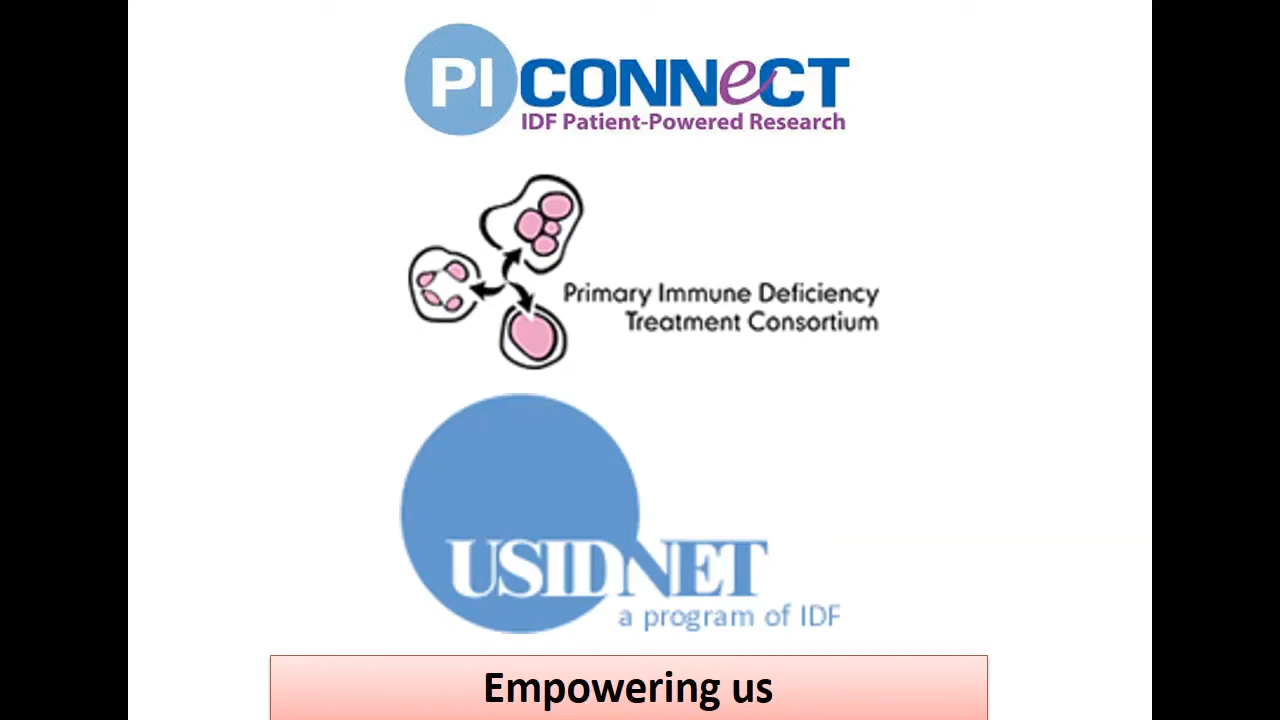 PI CONNeCT
IDF Patient-Powered Research
Primary Immune Deficiency
Treatment Consortium
USIDNET
a program of IDF
Empowering us